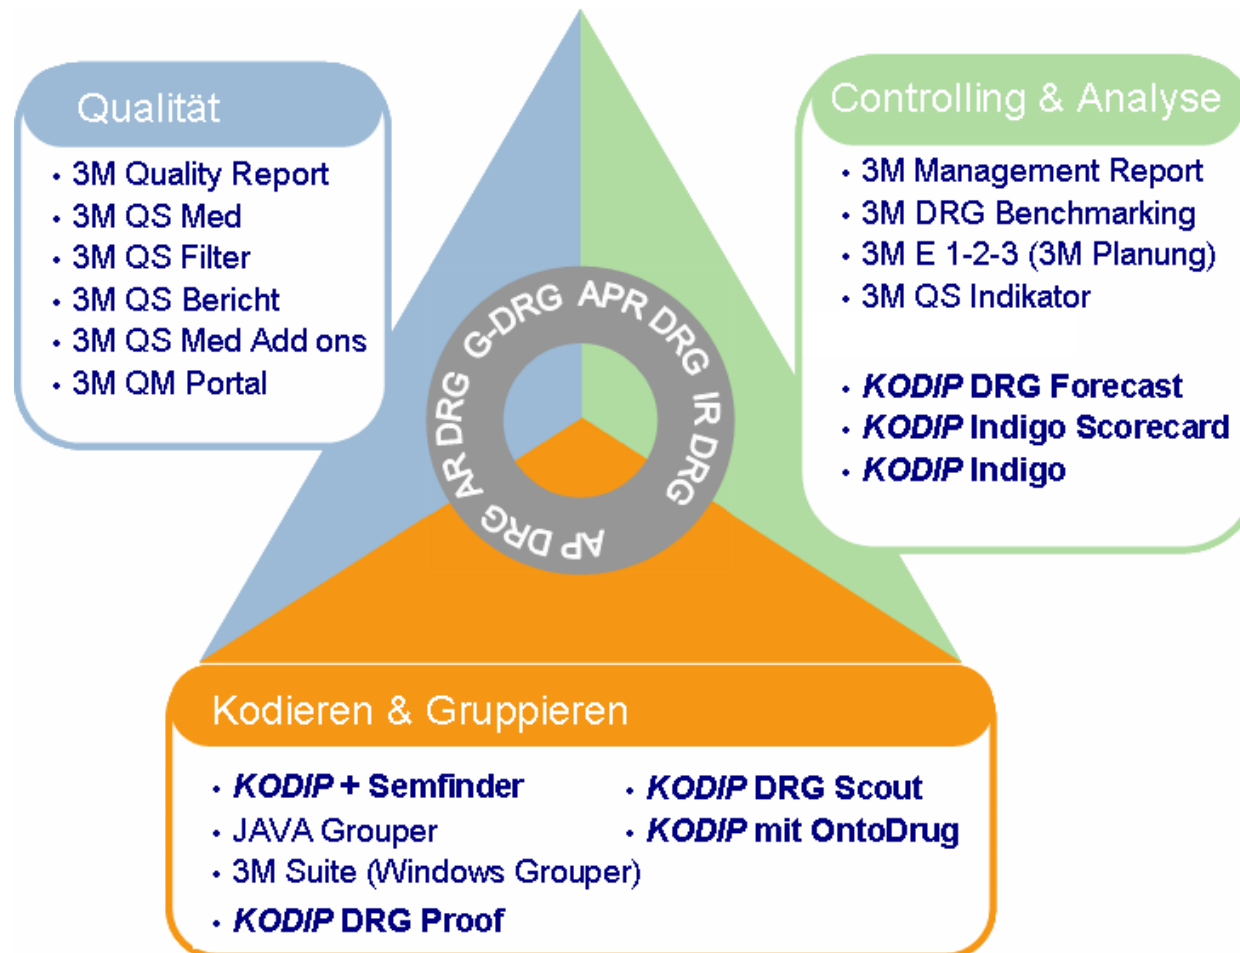 Qualität
• 3M Quality Report
• 3M QS Med
• 3M QS Filter
• 3M QS Bericht
• 3M QS Med Add ons
• 3M QM Portal
Controlling & Analyse
• 3M Management Report
• 3M DRG Benchmarking
• 3M E 1-2-3 (3M Planung)
• 3M QS Indikator
• KODIP DRG Forecast
• KODIP Indigo Scorecard
• KODIP Indigo
G-DRG
APR DRG
IR DRG
AP DRG
AR DRG
Kodieren & Gruppieren
• KODIP + Semfinder
• JAVA Grouper
• 3M Suite (Windows Grouper)
• KODIP DRG Proof
• KODIP DRG Scout
• KODIP mit OntoDrug